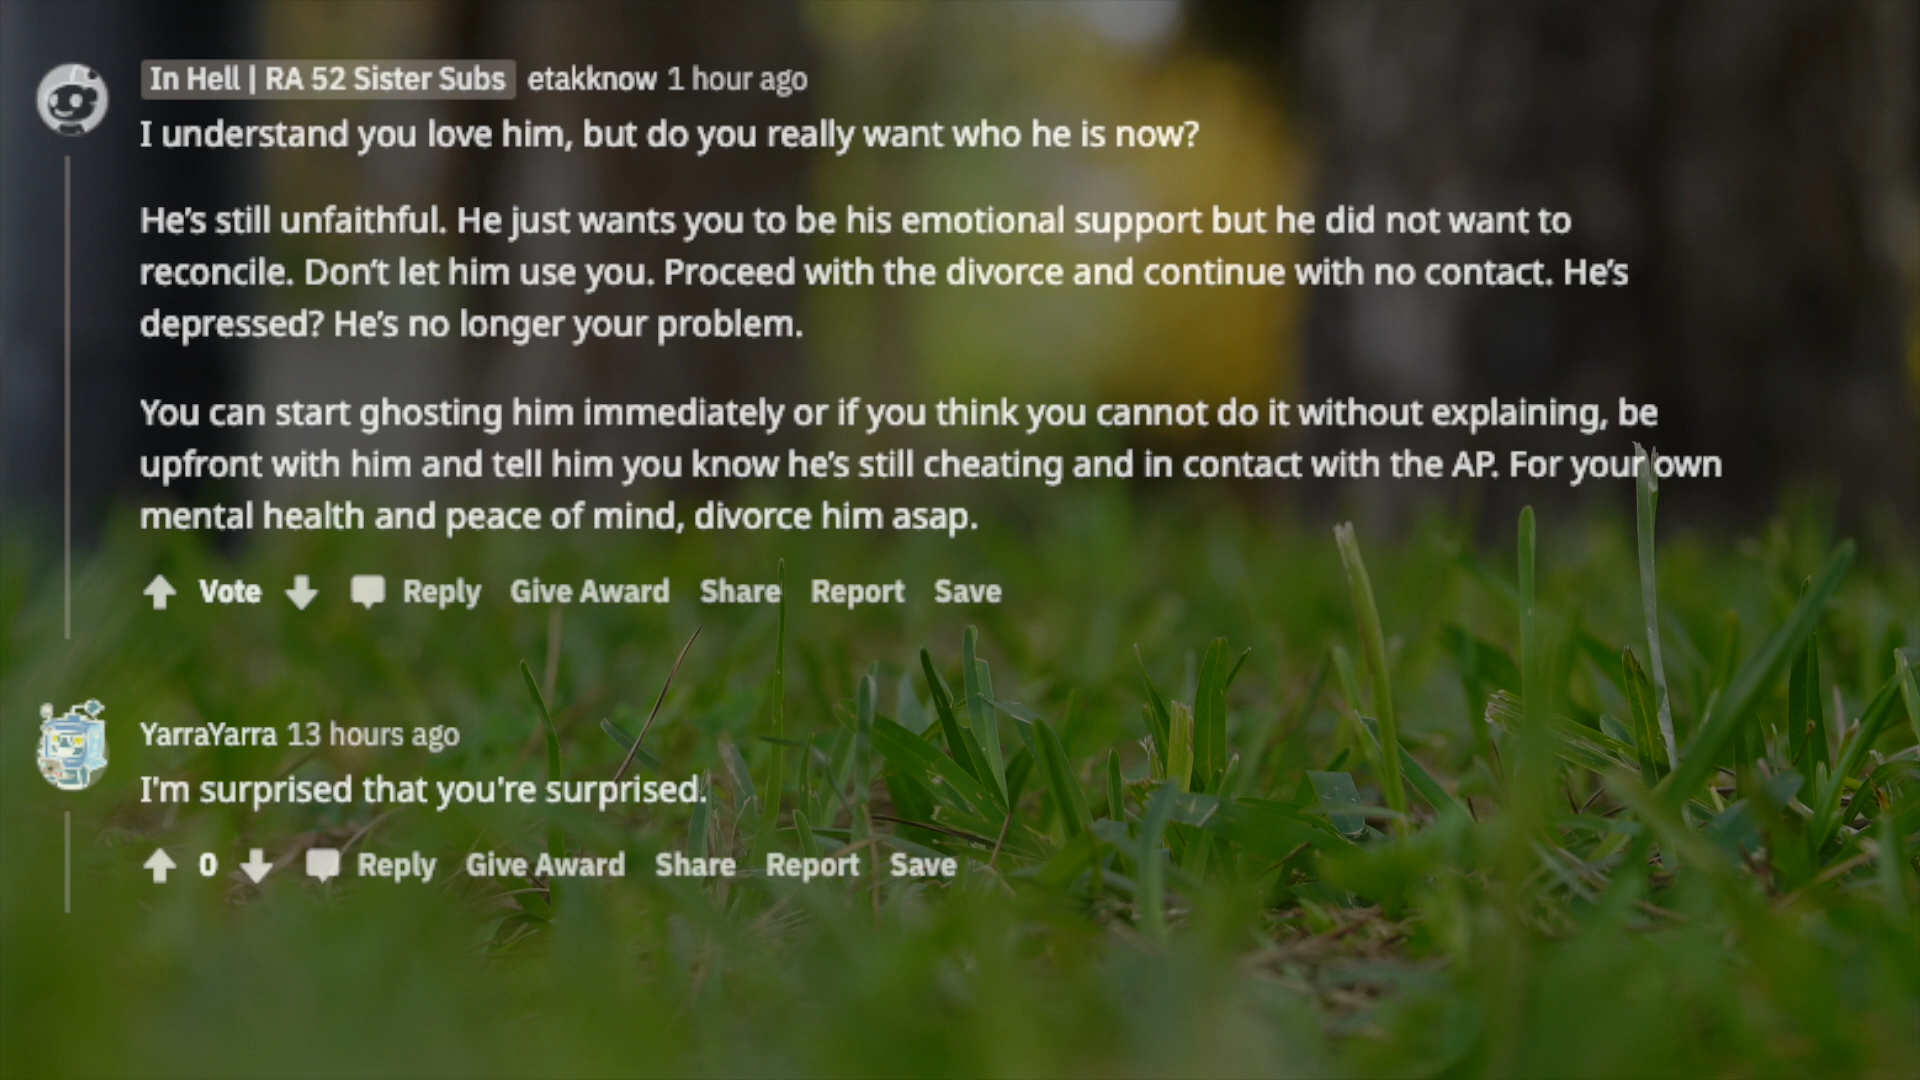 In Hell | RA 52 Sister Subs etakknow 1 hour ago
I understand you love him, but do you really want who he is now?
He's still unfaithful. He just wants you to be his emotional support but he did not want to
reconcile. Don't let him use you. Proceed with the divorce and continue with no contact. He's
depressed? He's no longer your problem.
You can start ghosting him immediately or if you think you cannot do it without explaining, be
upfront with him and tell him you know he's still cheating and in contact with the AP. For your own
mental health and peace of mind, divorce him asap.
Vote Reply Give Award Share Report Save
YarraYarra 13 hours ago
I'm surprised that you're surprised.
0 Reply Give Award Share Report Save